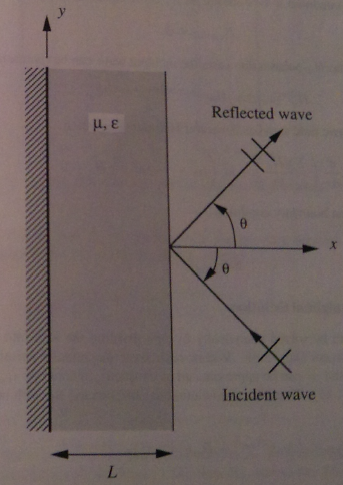 y
μ, ε
Reflected wave
θ
x
θ
Incident wave
L